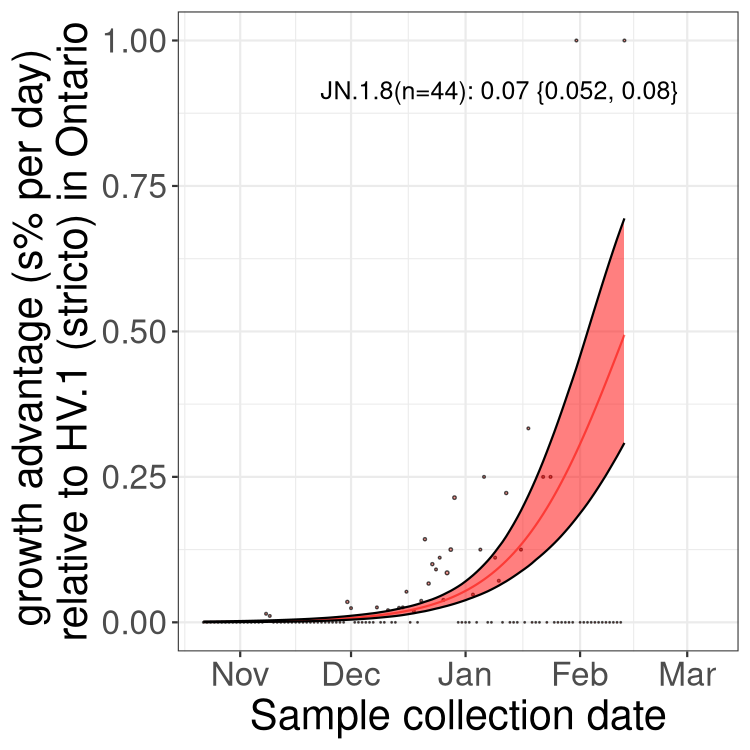 growth advantage (s% per day)
relative to HV.1 (stricto) in Ontario
1.00
0.75
0.50
0.25
0.00
JN.1.8(n=44): 0.07 {0.052, 0.08}
Nov Dec Jan Feb Mar
Sample collection date